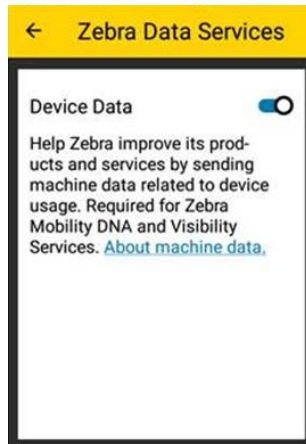 Zebra Data Services
Device Data
Help Zebra improve its prod-
ucts and services by sending
machine data related to device
usage. Required for Zebra
Mobility DNA and Visibility
Services. About machine data.